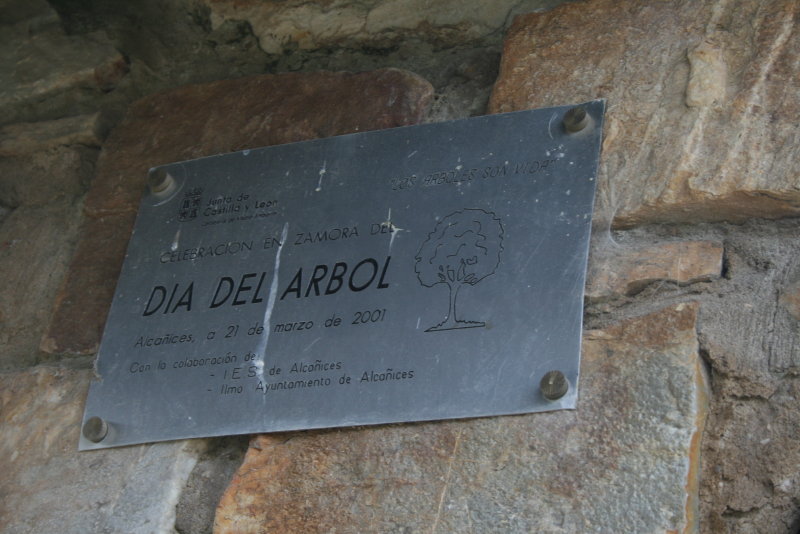 Junta de
Castilla y León
"LOS ARBOLES SON VIDA"
CELEBRACION EN ZAMORA DEL
DIA DEL ARBOL
Alcañices, a 21 de marzo de 2001
Con la colaboración de:
- I.E.S. de Alcañices
- Ilmo Ayuntamiento de Alcañices